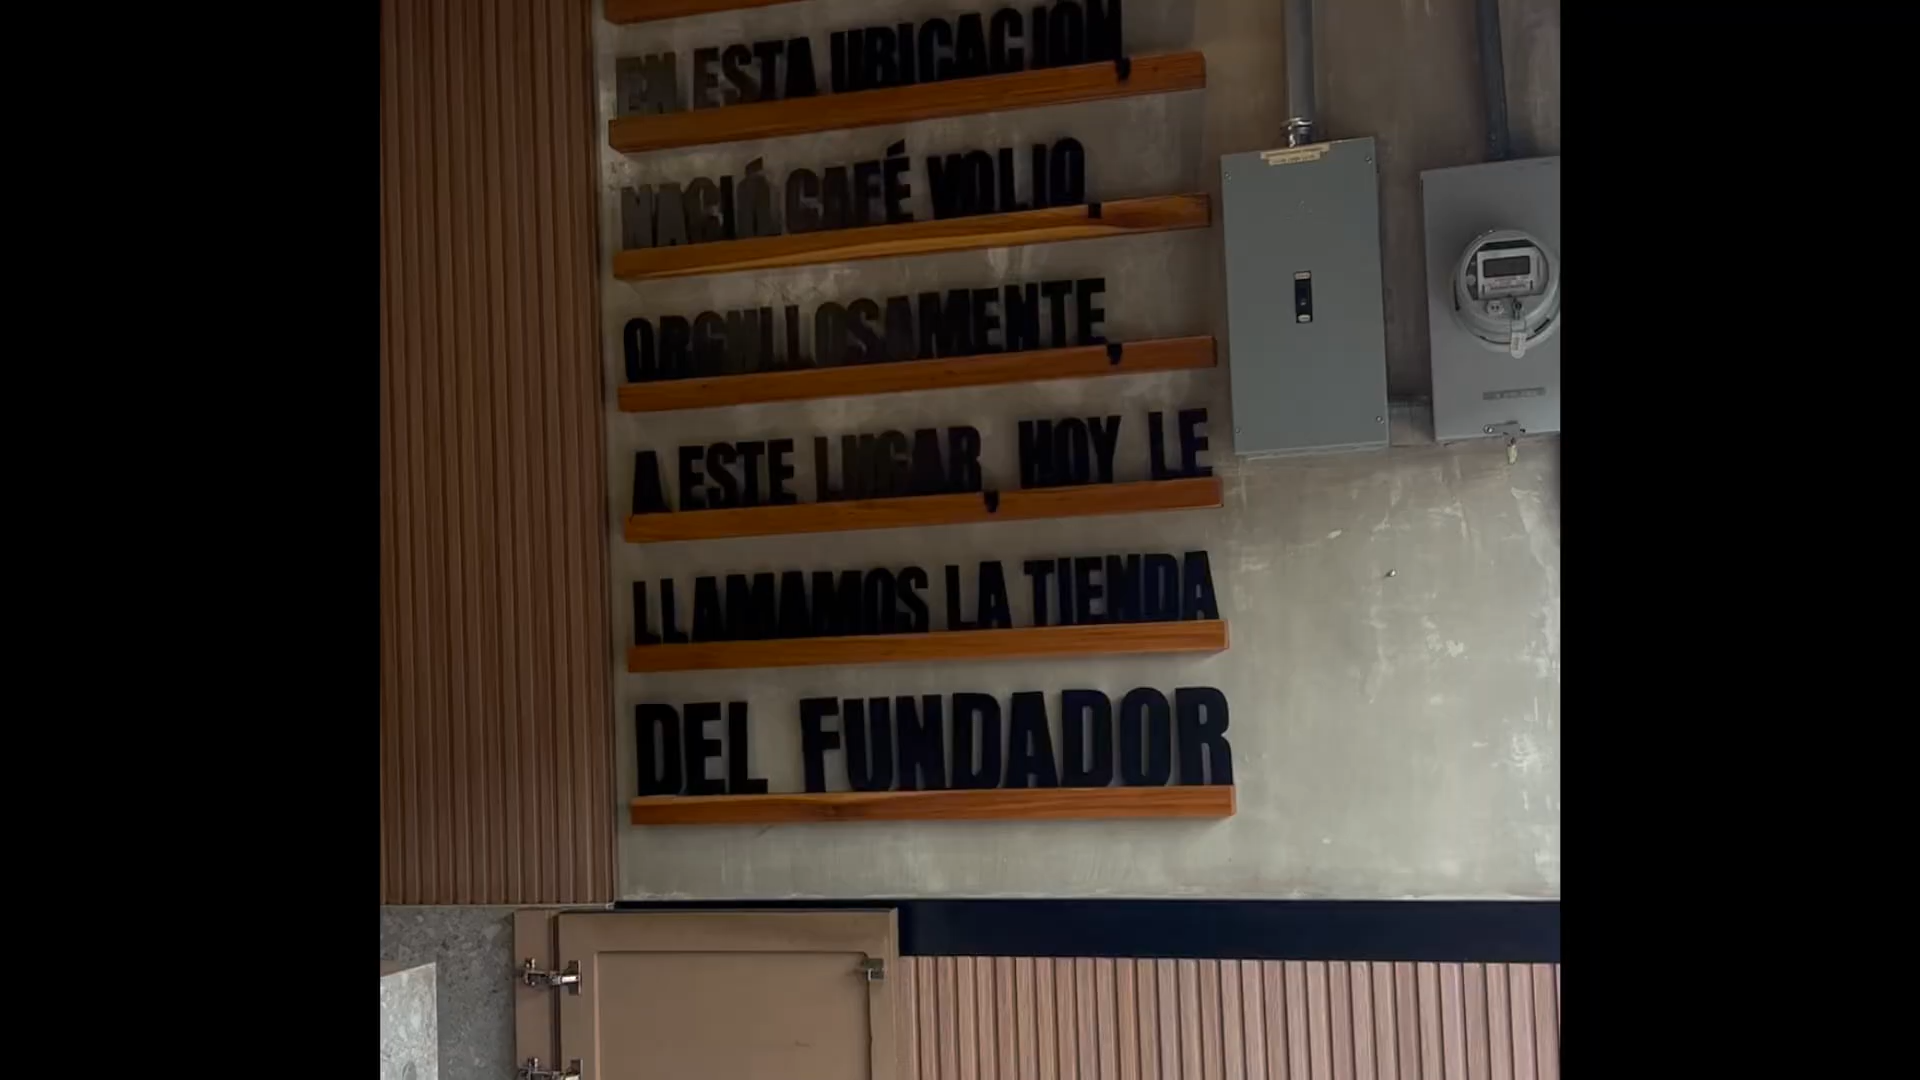 EN ESTA UBICACIÓN,
NACIÓ CAFÉ VOLIO.
ORGULLOSAMENTE,
A ESTE LUGAR, HOY LE
LLAMAMOS LA TIENDA
DEL FUNDADOR